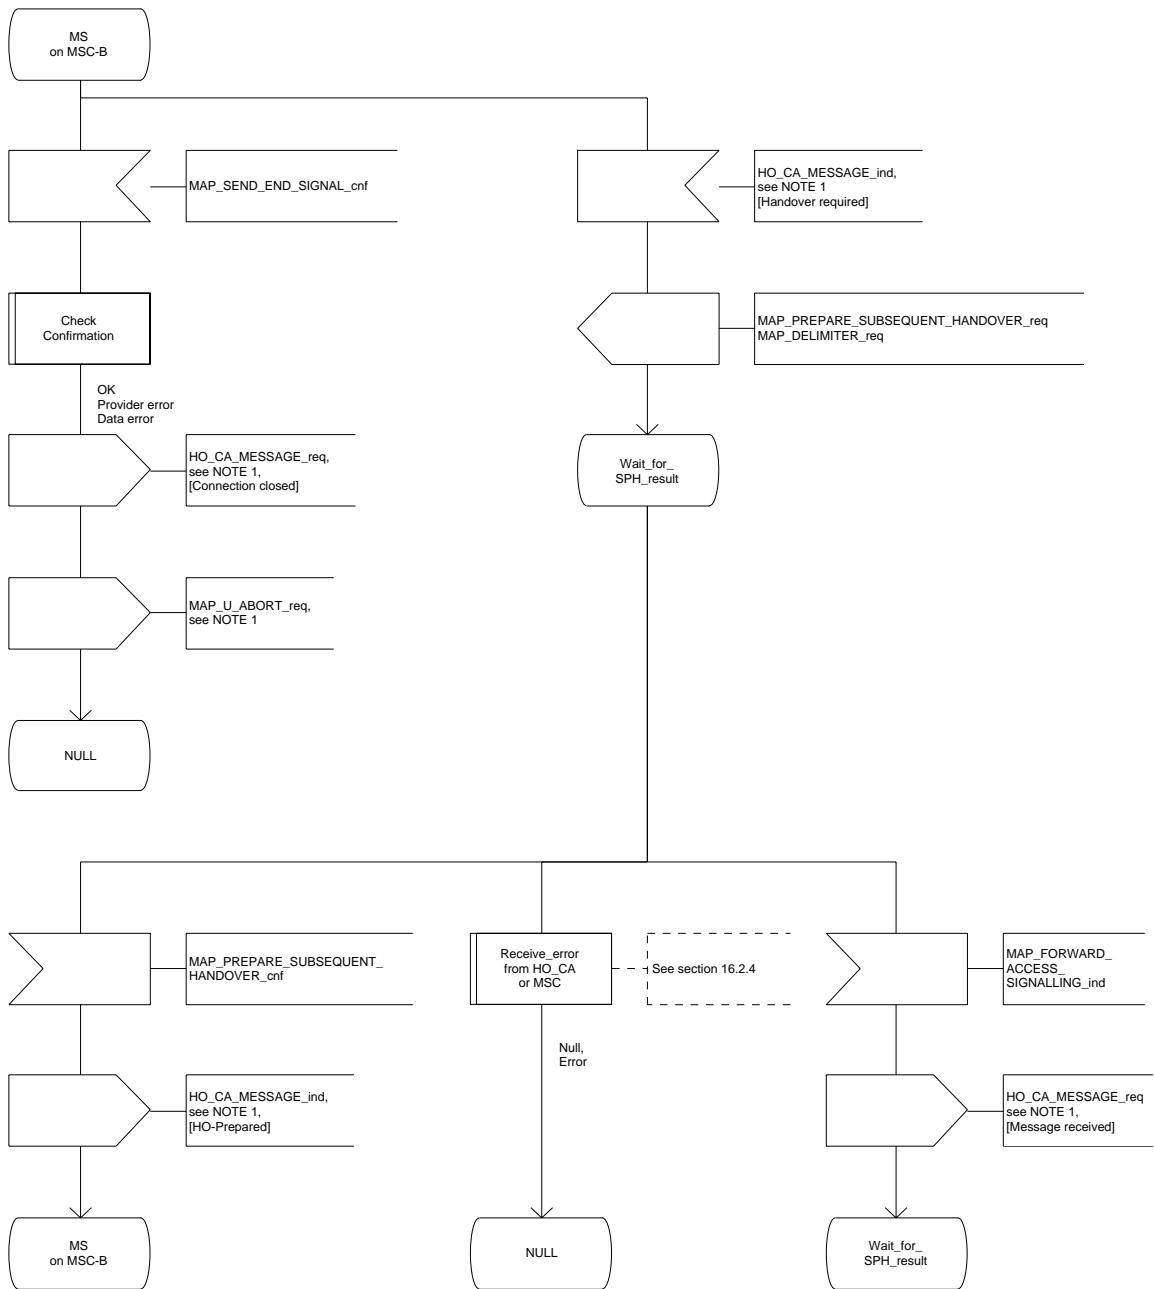 MS
on MSC-B
MAP_SEND_END_SIGNAL_cnf
HO_CA_MESSAGE_ind,
see NOTE 1
[Handover required]
Check
Confirmation
MAP_PREPARE_SUBSEQUENT_HANDOVER_req
MAP_DELIMITER_req
OK
Provider error
Data error
HO_CA_MESSAGE_req,
see NOTE 1,
[Connection closed]
Wait_for_
SPH_result
MAP_U_ABORT_req,
see NOTE 1
NULL
MAP_PREPARE_SUBSEQUENT_
HANDOVER_cnf
Receive_error
from HO_CA
or MSC
See section 16.2.4
MAP_FORWARD_
ACCESS_
SIGNALLING_ind
Null,
Error
HO_CA_MESSAGE_ind,
see NOTE 1,
[HO-Prepared]
HO_CA_MESSAGE_req
see NOTE 1,
[Message received]
MS
on MSC-B
NULL
Wait_for_
SPH_result